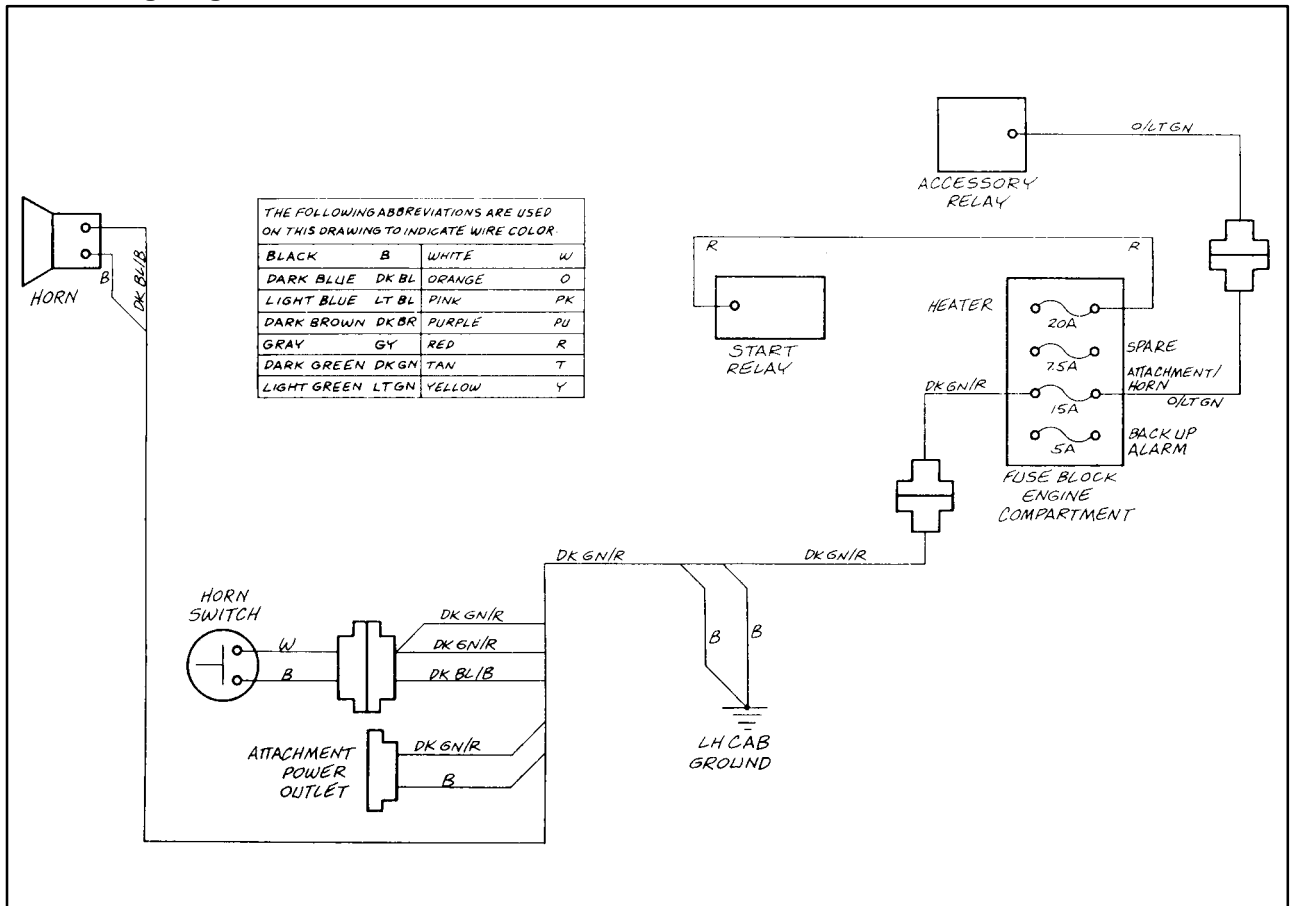 O/LT GN
ACCESSORY
RELAY
DK BL/B
B
HORN
THE FOLLOWING ABBREVIATIONS ARE USED
ON THIS DRAWING TO INDICATE WIRE COLOR.
BLACK B WHITE W
DARK BLUE DK BL ORANGE O
LIGHT BLUE LT BL PINK PK
DARK BROWN DK BR PURPLE PU
GRAY GY RED R
DARK GREEN DK GN TAN T
LIGHT GREEN LT GN YELLOW Y
R
R
START
RELAY
HEATER
20A
SPARE
7.5A
ATTACHMENT/
HORN
DK GN/R
15A
O/LT GN
5A
BACK UP
ALARM
FUSE BLOCK
ENGINE
COMPARTMENT
DK GN/R
DK GN/R
B
B
LH CAB
GROUND
HORN
SWITCH
W
B
DK GN/R
DK GN/R
DK BL/B
ATTACHMENT
POWER
OUTLET
DK GN/R
B